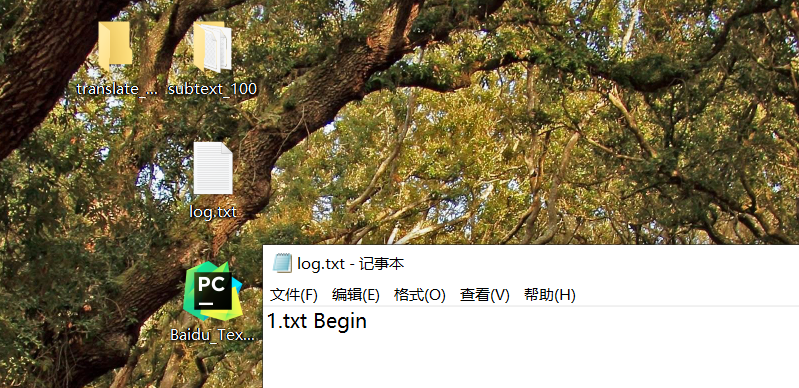 translate_...
subtext_100
log.txt
PC
Baidu_Tex...
log.txt - 记事本
文件(F) 编辑(E) 格式(O) 查看(V) 帮助(H)
1.txt Begin